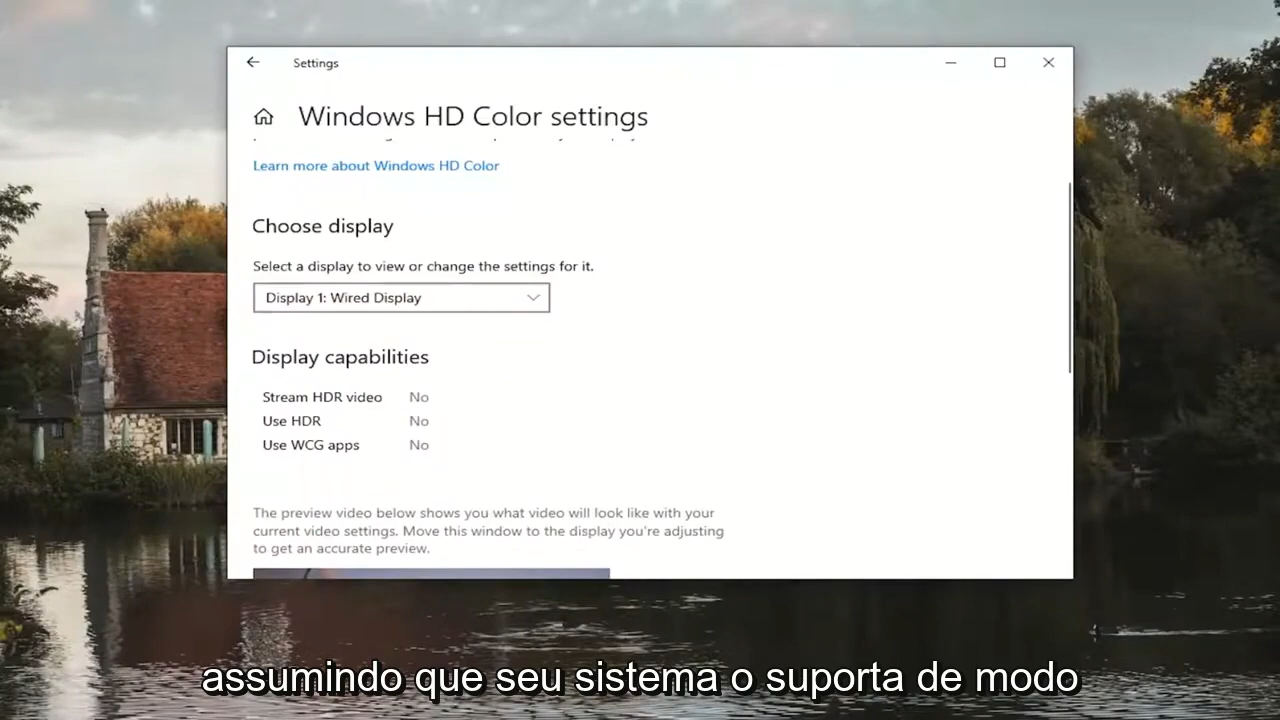 Settings
Windows HD Color settings
Learn more about Windows HD Color
Choose display
Select a display to view or change the settings for it.
Display 1: Wired Display
Display capabilities
Stream HDR video No
Use HDR No
Use WCG apps No
The preview video below shows you what video will look like with your
current video settings. Move this window to the display you're adjusting
to get an accurate preview.
assumindo que seu sistema o suporta de modo